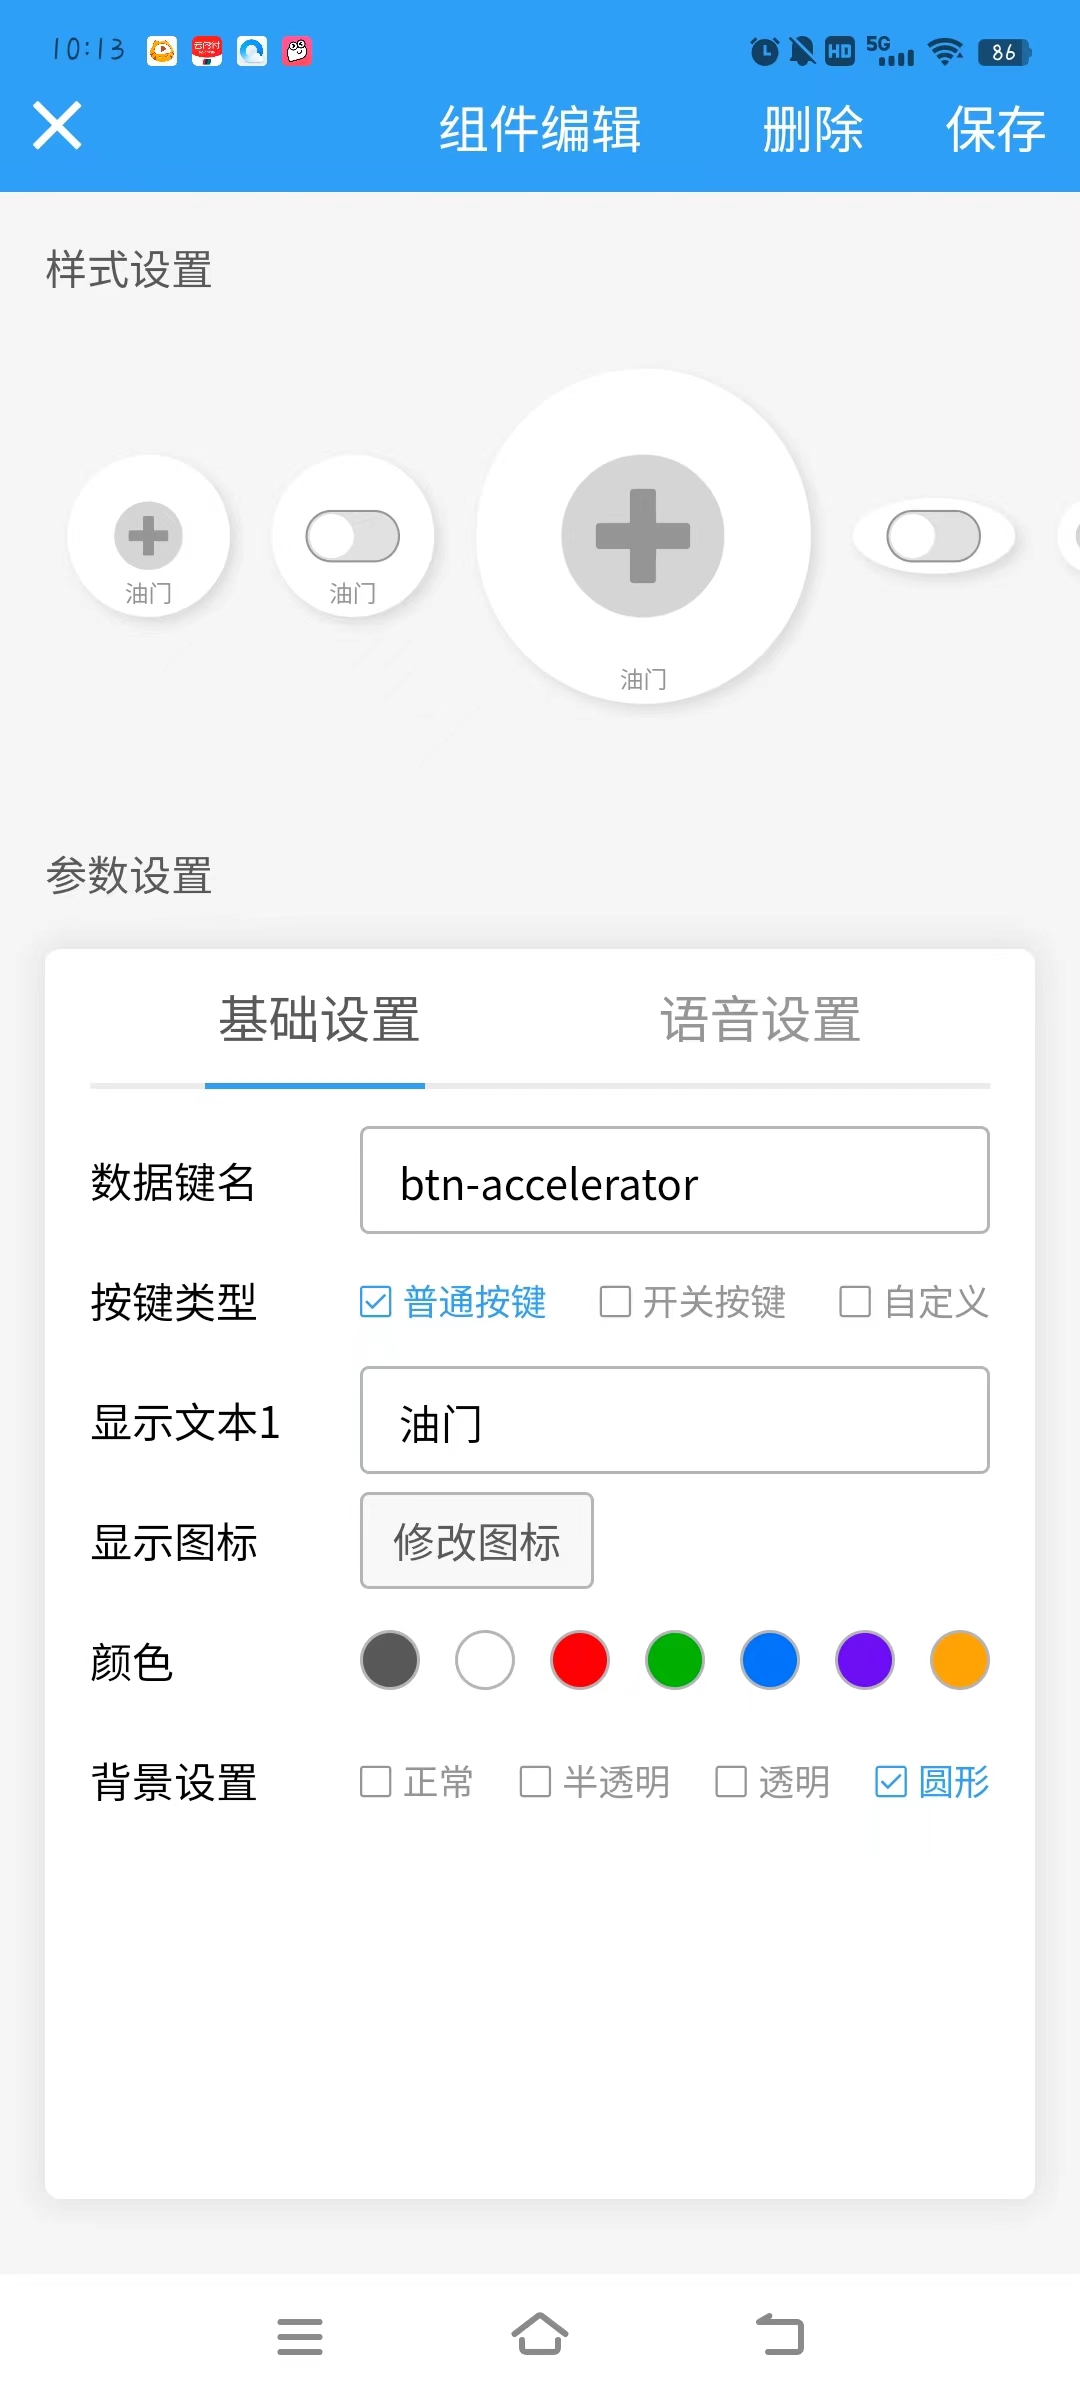 10:13
云闪付
HD
5G
86
组件编辑
删除
保存
样式设置
油门
油门
油门
参数设置
基础设置
语音设置
数据键名
btn-accelerator
按键类型
普通按键
开关按键
自定义
显示文本1
油门
显示图标
修改图标
颜色
背景设置
正常
半透明
透明
圆形